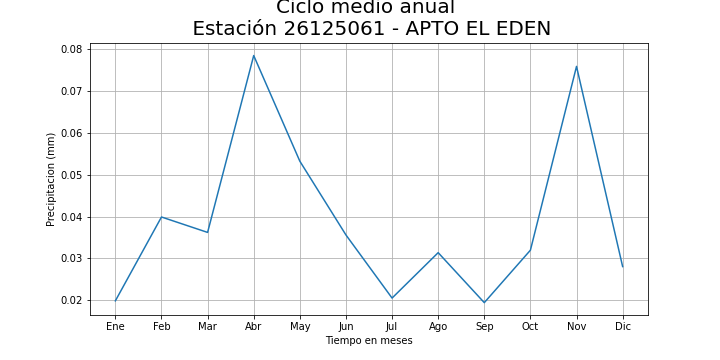 Ciclo medio anual
Estación 26125061 - APTO EL EDEN
0.08
0.07
0.06
0.05
0.04
0.03
0.02
Precipitacion (mm)
Ene Feb Mar Abr May Jun Jul Ago Sep Oct Nov Dic
Tiempo en meses